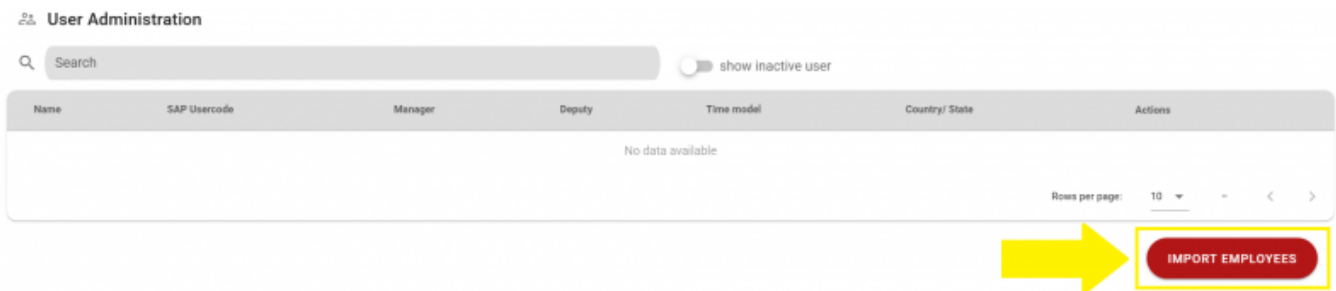 User Administration
Search
show inactive user
Name SAP Usercode Manager Deputy Time model Country/ State Actions
No data available
Rows per page: 10 –
IMPORT EMPLOYEES